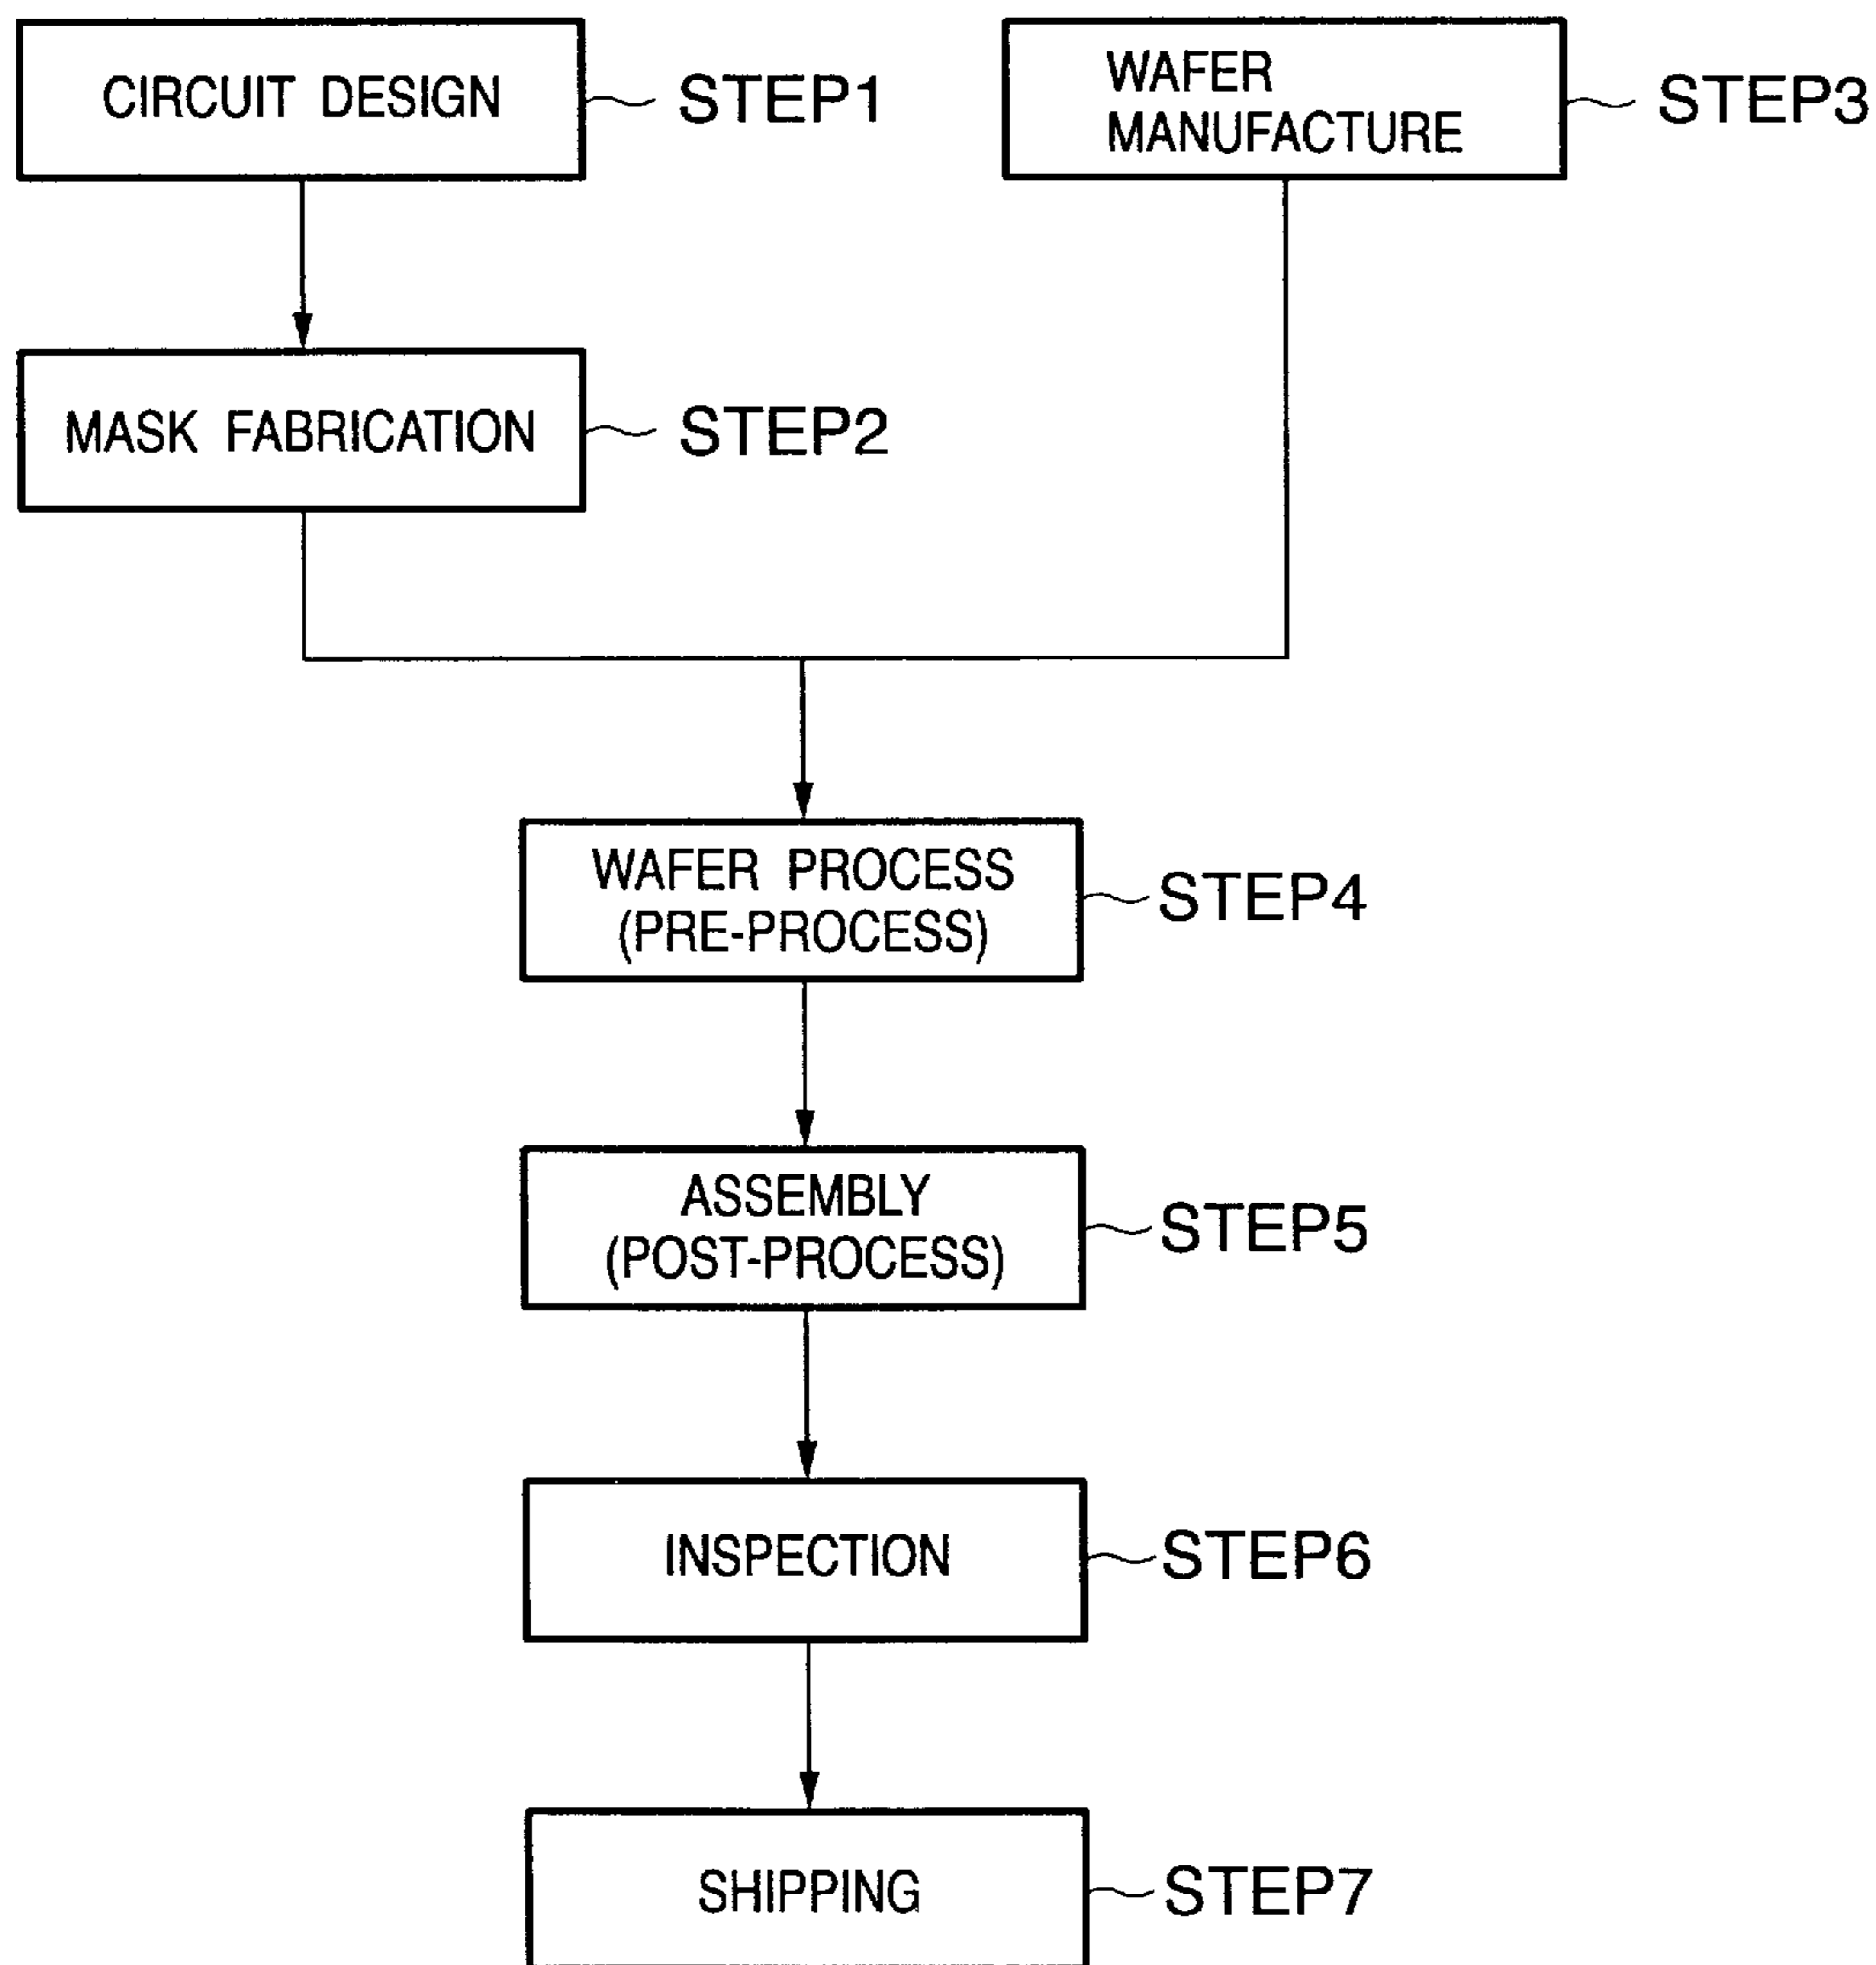 CIRCUIT DESIGN
STEP1
WAFER
MANUFACTURE
STEP3
MASK FABRICATION
STEP2
WAFER PROCESS
(PRE-PROCESS)
STEP4
ASSEMBLY
(POST-PROCESS)
STEP5
INSPECTION
STEP6
SHIPPING
STEP7